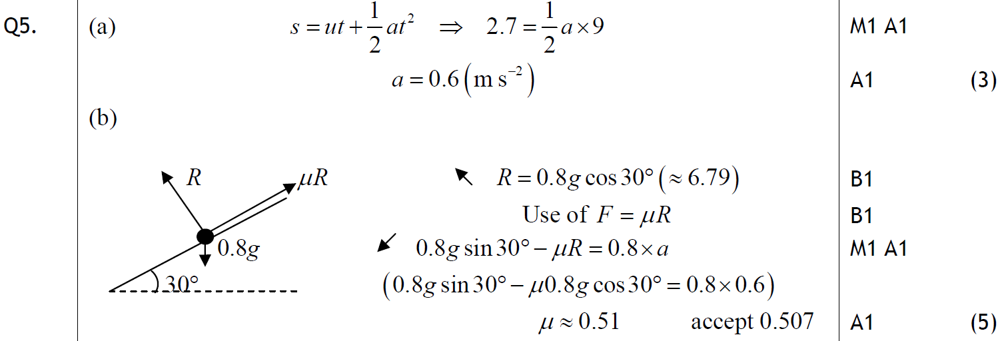 Q5. (a) s = ut + 1/2 at² ⇒ 2.7 = 1/2 a × 9 M1 A1
a = 0.6 (m s⁻²) A1 (3)
(b)
R μR R = 0.8g cos 30° (≈ 6.79) B1
Use of F = μR B1
0.8g 0.8g sin 30° − μR = 0.8 × a M1 A1
30° (0.8g sin 30° − μ0.8g cos 30° = 0.8 × 0.6)
μ ≈ 0.51 accept 0.507 A1 (5)